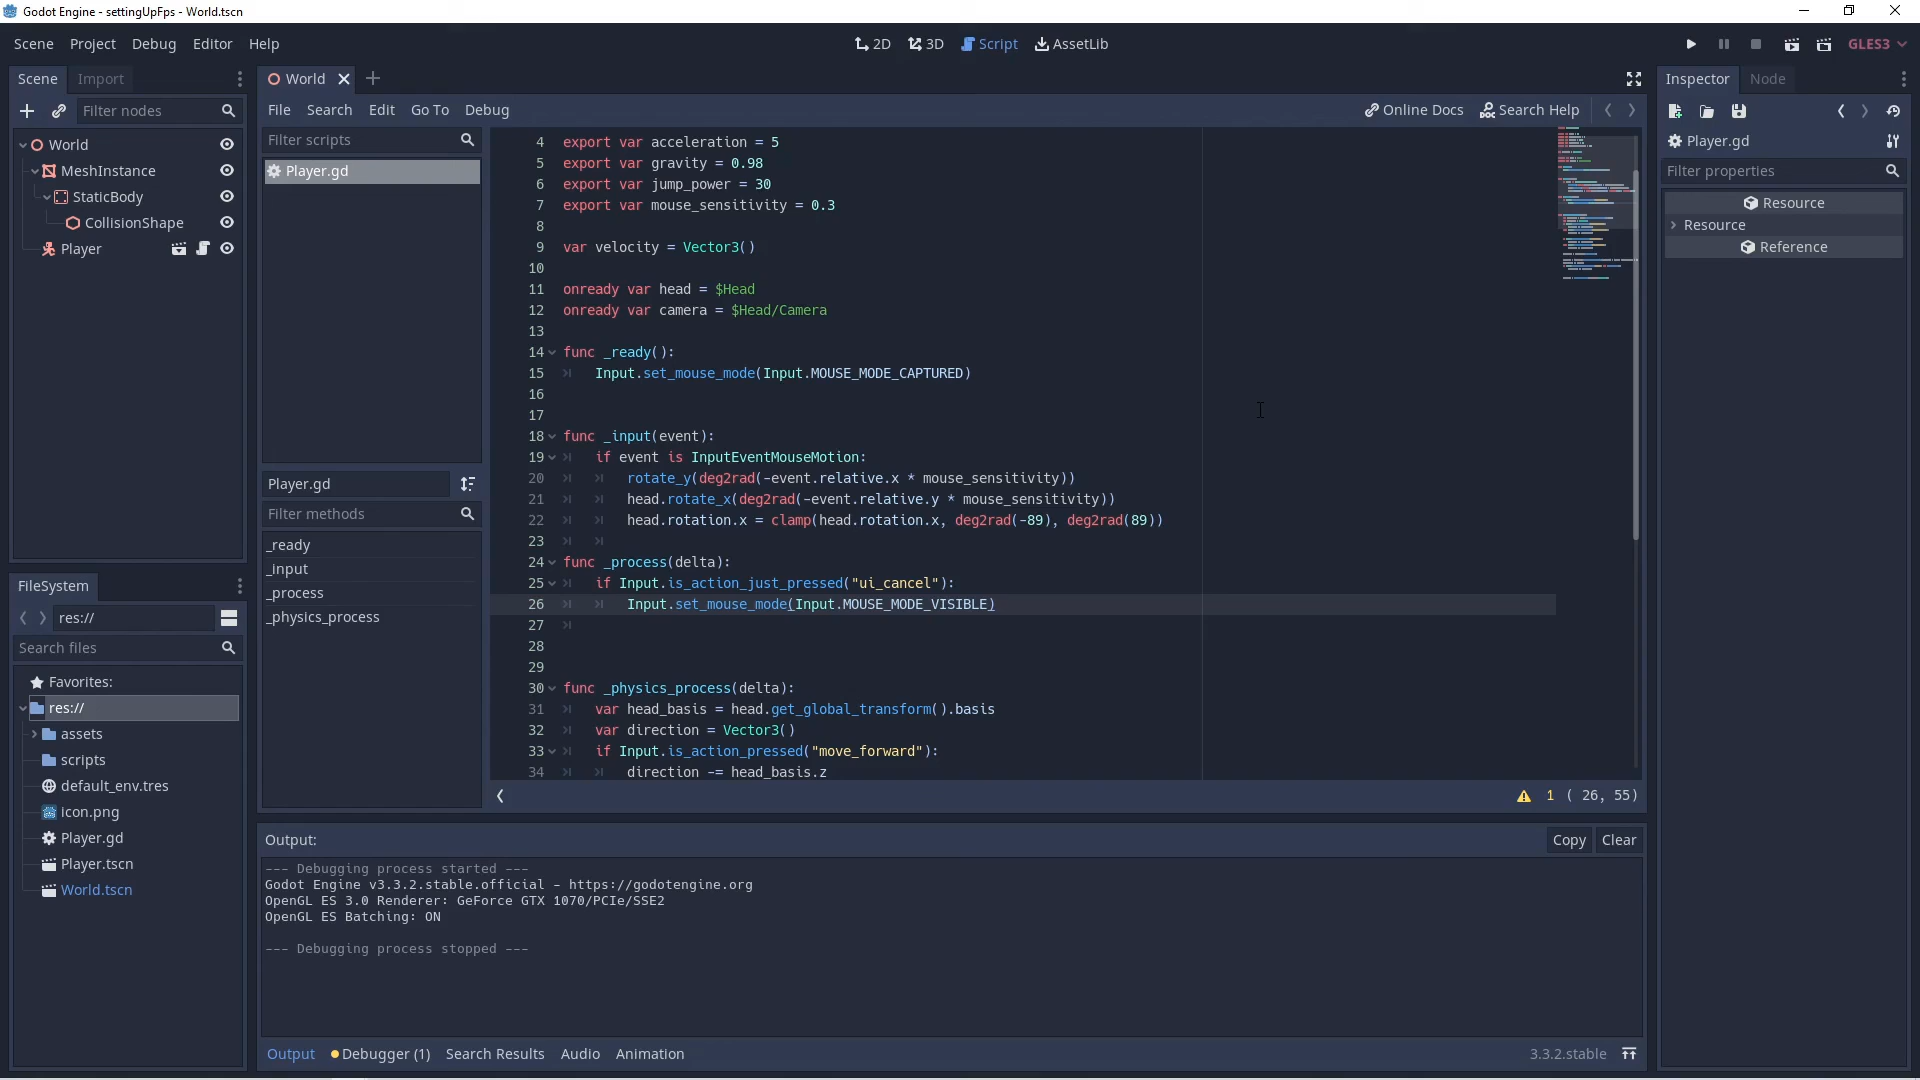 Godot Engine - settingUpFps - World.tscn
Scene Project Debug Editor Help
2D 3D Script AssetLib
GLES3
Scene Import
Filter nodes
World
MeshInstance
StaticBody
CollisionShape
Player
FileSystem
res://
Search files
Favorites:
res://
assets
scripts
default_env.tres
icon.png
Player.gd
Player.tscn
World.tscn
World
File Search Edit Go To Debug
Online Docs Search Help
Filter scripts
Player.gd
Player.gd
Filter methods
_ready
_input
_process
_physics_process
4 export var acceleration = 5
5 export var gravity = 0.98
6 export var jump_power = 30
7 export var mouse_sensitivity = 0.3
8
9 var velocity = Vector3()
10
11 onready var head = $Head
12 onready var camera = $Head/Camera
13
14 func _ready():
15 Input.set_mouse_mode(Input.MOUSE_MODE_CAPTURED)
16
17
18 func _input(event):
19 if event is InputEventMouseMotion:
20 rotate_y(deg2rad(-event.relative.x * mouse_sensitivity))
21 head.rotate_x(deg2rad(-event.relative.y * mouse_sensitivity))
22 head.rotation.x = clamp(head.rotation.x, deg2rad(-89), deg2rad(89))
23
24 func _process(delta):
25 if Input.is_action_just_pressed("ui_cancel"):
26 Input.set_mouse_mode(Input.MOUSE_MODE_VISIBLE)
27
28
29
30 func _physics_process(delta):
31 var head_basis = head.get_global_transform().basis
32 var direction = Vector3()
33 if Input.is_action_pressed("move_forward"):
34 direction -= head_basis.z
1 ( 26, 55)
Output:
Copy Clear
--- Debugging process started ---
Godot Engine v3.3.2.stable.official - https://godotengine.org
OpenGL ES 3.0 Renderer: GeForce GTX 1070/PCIe/SSE2
OpenGL ES Batching: ON
--- Debugging process stopped ---
Output Debugger (1) Search Results Audio Animation
3.3.2.stable
Inspector Node
Player.gd
Filter properties
Resource
Resource
Reference